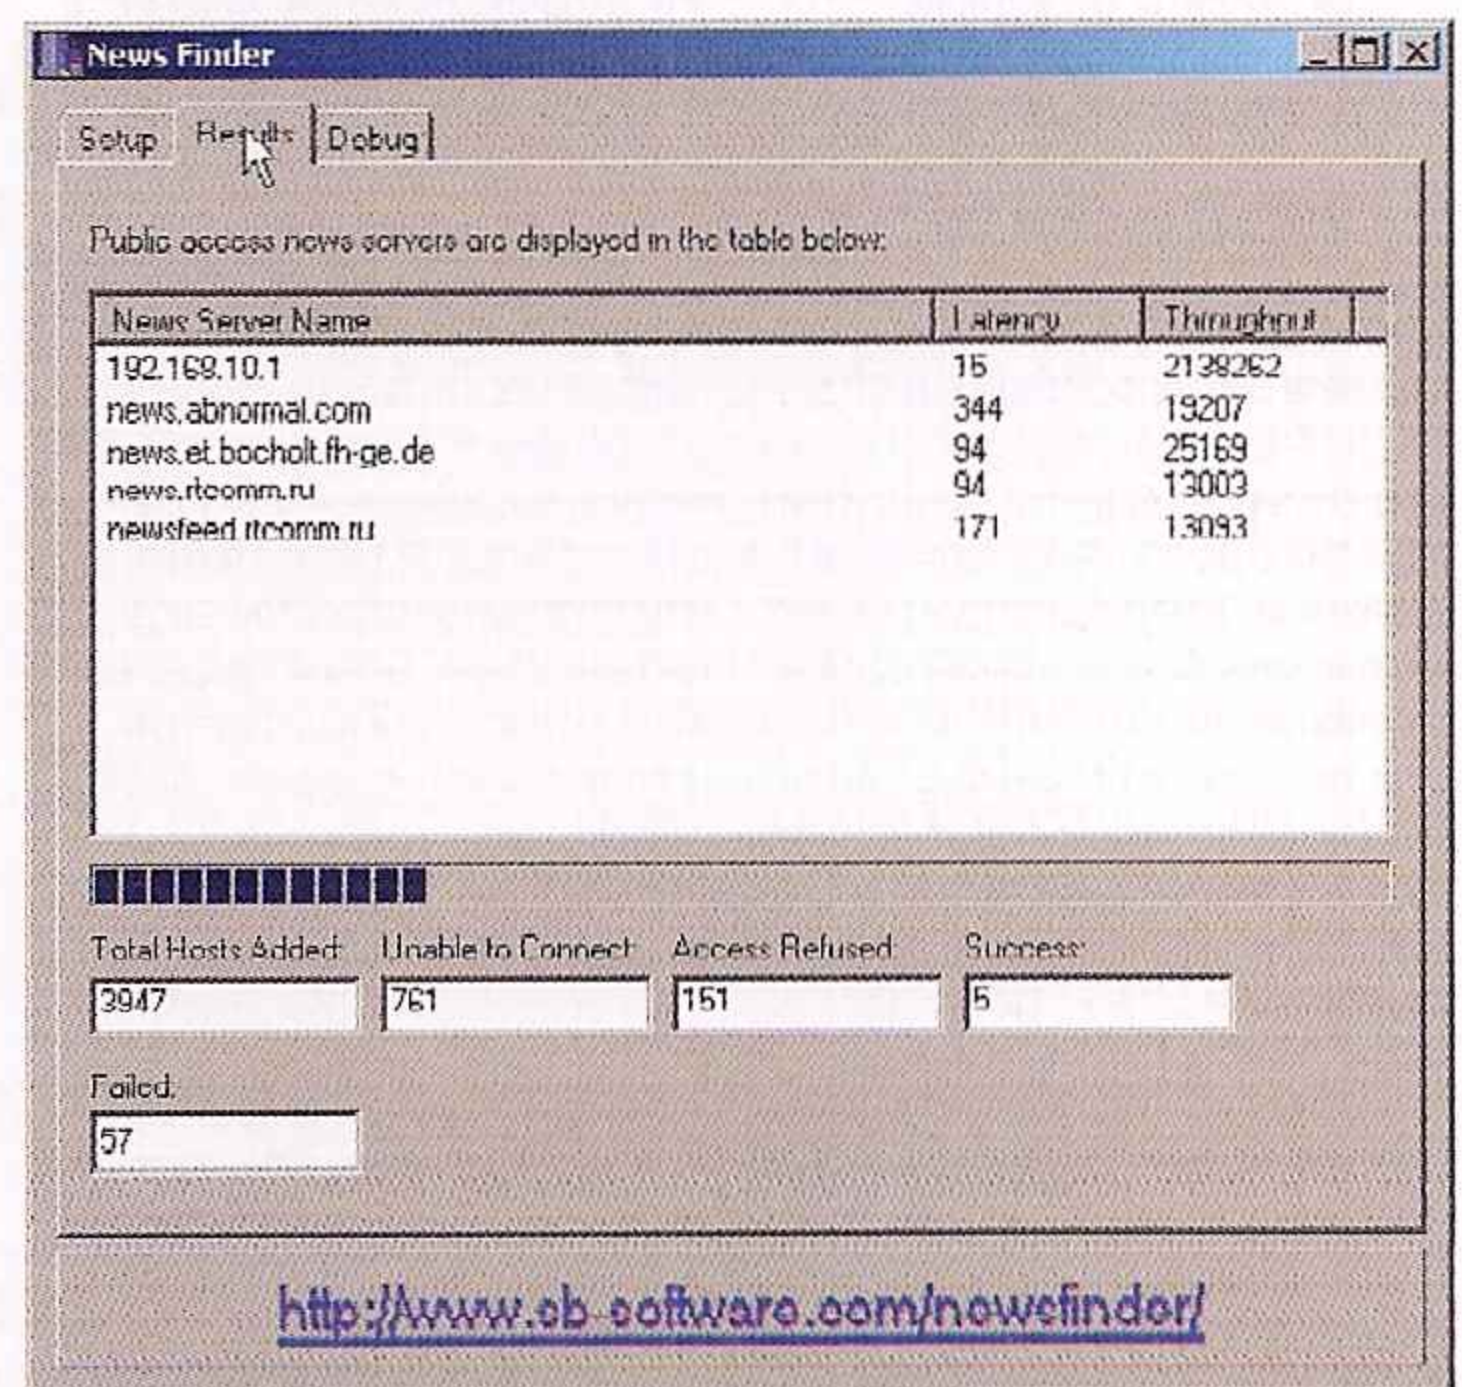 News Finder
Setup Results Debug
Public access news servers are displayed in the table below:
News Server Name Latency Throughput
192.168.10.1 15 2138262
news.abnormal.com 344 19207
news.et.bocholt.fh-ge.de 94 25169
news.rtcomm.ru 94 13003
newsfeed.rtcomm.ru 171 13093
Total Hosts Added: Unable to Connect: Access Refused: Success:
3947 761 151 5
Failed:
57
http://www.sb-software.com/newsfinder/